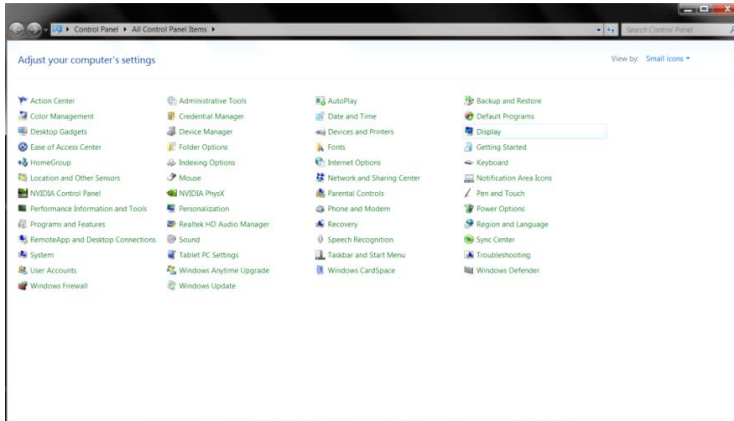 Control Panel ▸ All Control Panel Items ▸ Search Control Panel
Adjust your computer's settings View by: Small icons
Action Center Administrative Tools AutoPlay Backup and Restore
Color Management Credential Manager Date and Time Default Programs
Desktop Gadgets Device Manager Devices and Printers Display
Ease of Access Center Folder Options Fonts Getting Started
HomeGroup Indexing Options Internet Options Keyboard
Location and Other Sensors Mouse Network and Sharing Center Notification Area Icons
NVIDIA Control Panel NVIDIA PhysX Parental Controls Pen and Touch
Performance Information and Tools Personalization Phone and Modem Power Options
Programs and Features Realtek HD Audio Manager Recovery Region and Language
RemoteApp and Desktop Connections Sound Speech Recognition Sync Center
System Tablet PC Settings Taskbar and Start Menu Troubleshooting
User Accounts Windows Anytime Upgrade Windows CardSpace Windows Defender
Windows Firewall Windows Update